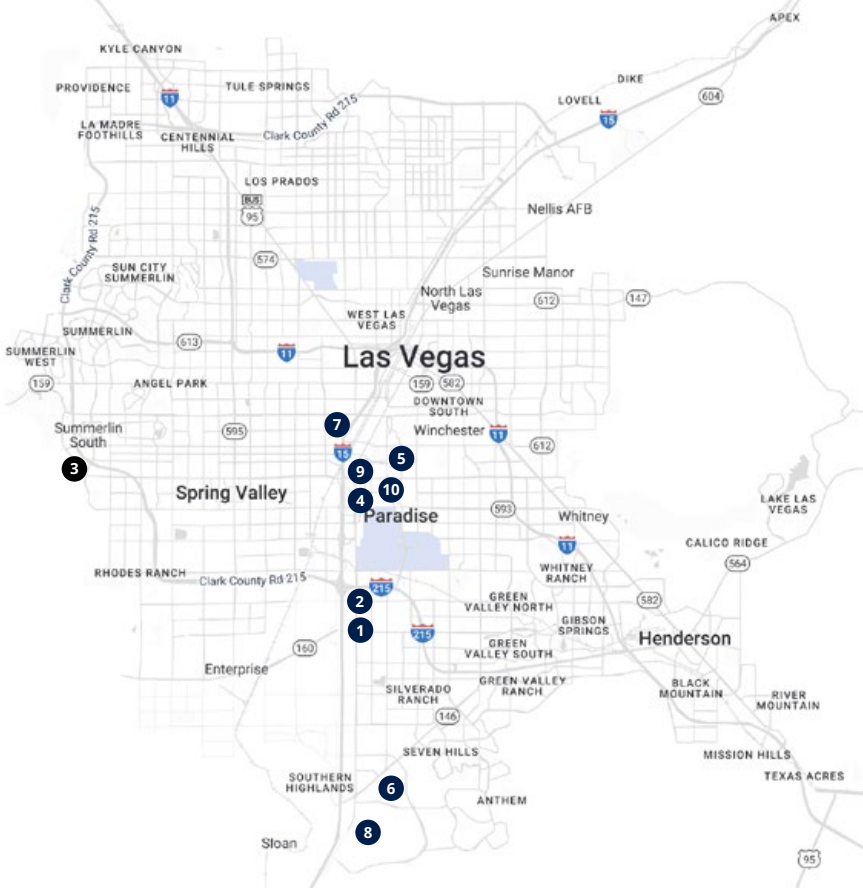 APEX
KYLE CANYON
DIKE
PROVIDENCE
TULE SPRINGS
11
LOVELL
604
Clark County Rd 215
15
LA MADRE
FOOTHILLS
CENTENNIAL
HILLS
LOS PRADOS
BUS
95
Nellis AFB
Clark County Rd 215
574
SUN CITY
SUMMERLIN
Sunrise Manor
North Las
Vegas
612
147
WEST LAS
VEGAS
SUMMERLIN
613
11
Las Vegas
SUMMERLIN
WEST
159
ANGEL PARK
159
582
DOWNTOWN
SOUTH
7
Summerlin
South
595
Winchester
11
612
15
5
3
9
10
4
Spring Valley
Paradise
593
Whitney
LAKE LAS
VEGAS
11
CALICO RIDGE
564
RHODES RANCH
Clark County Rd 215
215
WHITNEY
RANCH
2
GREEN
VALLEY NORTH
582
1
215
GIBSON
SPRINGS
Henderson
160
GREEN
VALLEY SOUTH
Enterprise
GREEN VALLEY
RANCH
SILVERADO
RANCH
BLACK
MOUNTAIN
RIVER
MOUNTAIN
146
SEVEN HILLS
MISSION HILLS
TEXAS ACRES
SOUTHERN
HIGHLANDS
6
ANTHEM
8
Sloan
95